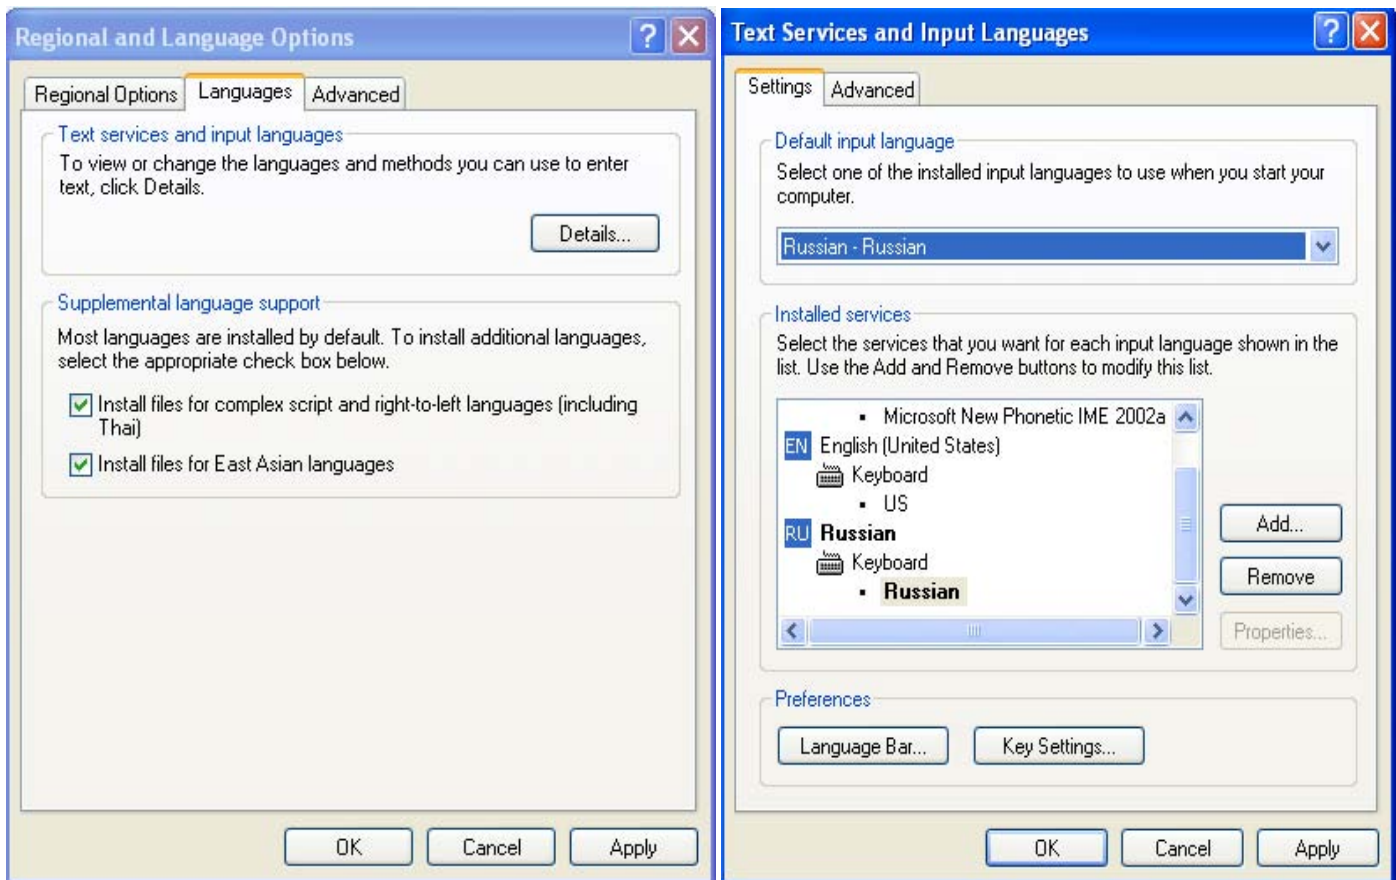 Regional and Language Options
Regional Options Languages Advanced
Text services and input languages
To view or change the languages and methods you can use to enter
text, click Details.
Details...
Supplemental language support
Most languages are installed by default. To install additional languages,
select the appropriate check box below.
Install files for complex script and right-to-left languages (including
Thai)
Install files for East Asian languages
OK Cancel Apply
Text Services and Input Languages
Settings Advanced
Default input language
Select one of the installed input languages to use when you start your
computer.
Russian - Russian
Installed services
Select the services that you want for each input language shown in the
list. Use the Add and Remove buttons to modify this list.
Microsoft New Phonetic IME 2002a
EN English (United States)
Keyboard
US
RU Russian
Keyboard
Russian
Add...
Remove
Properties...
Preferences
Language Bar... Key Settings...
OK Cancel Apply